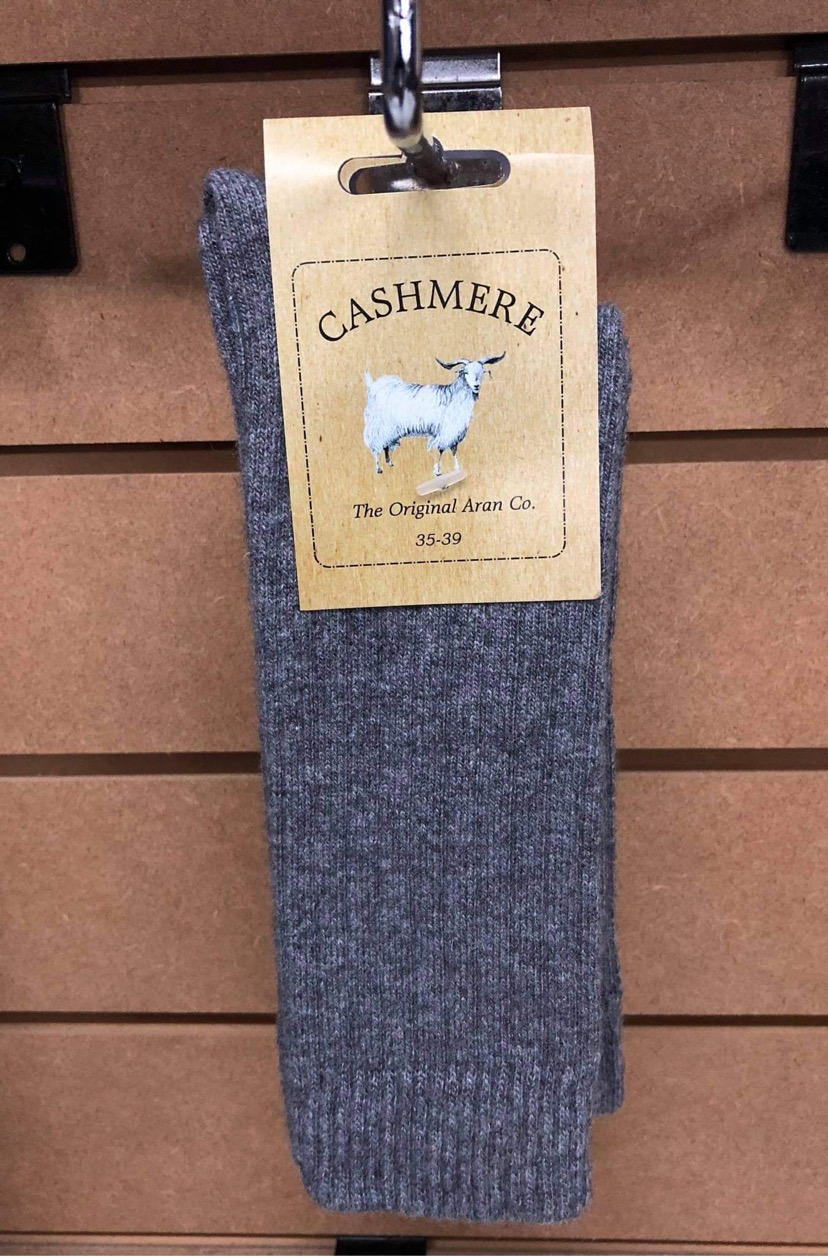 CASHMERE
The Original Aran Co.
35-39